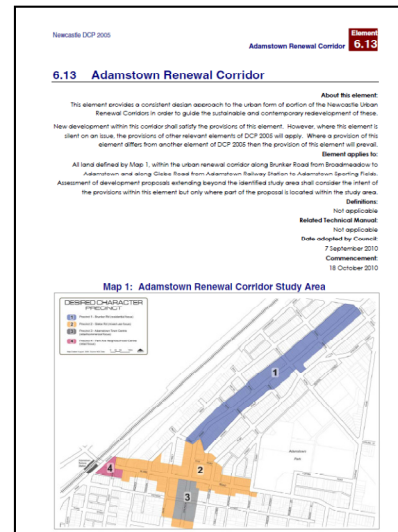 Newcastle DCP 2005
Element
Adamstown Renewal Corridor 6.13
6.13 Adamstown Renewal Corridor
About this element:
This element provides a consistent design approach to the urban form of portion of the Newcastle Urban
Renewal Corridors in order to guide the sustainable and contemporary redevelopment of these.
New development within this corridor shall satisfy the provisions of this element. However, where this element is
silent on an issue, the provisions of other relevant elements of DCP 2005 will apply. Where a provision of this
element differs from another element of DCP 2005 then the provision of this element will prevail.
Element applies to:
All land defined by Map 1, within the urban renewal corridor along Brunker Road from Broadmeadow to
Adamstown and along Glebe Road from Adamstown Railway Station to Adamstown Sporting Fields.
Assessment of development proposals extending beyond the identified study area shall consider the intent of
the provisions within this element but only where part of the proposal is located within the study area.
Definitions:
Not applicable
Related Technical Manual:
Not applicable
Date adopted by Council:
7 September 2010
Commencement:
18 October 2010
Map 1: Adamstown Renewal Corridor Study Area
DESIRED CHARACTER
PRECINCT
1
2
3
4
Adamstown
Park